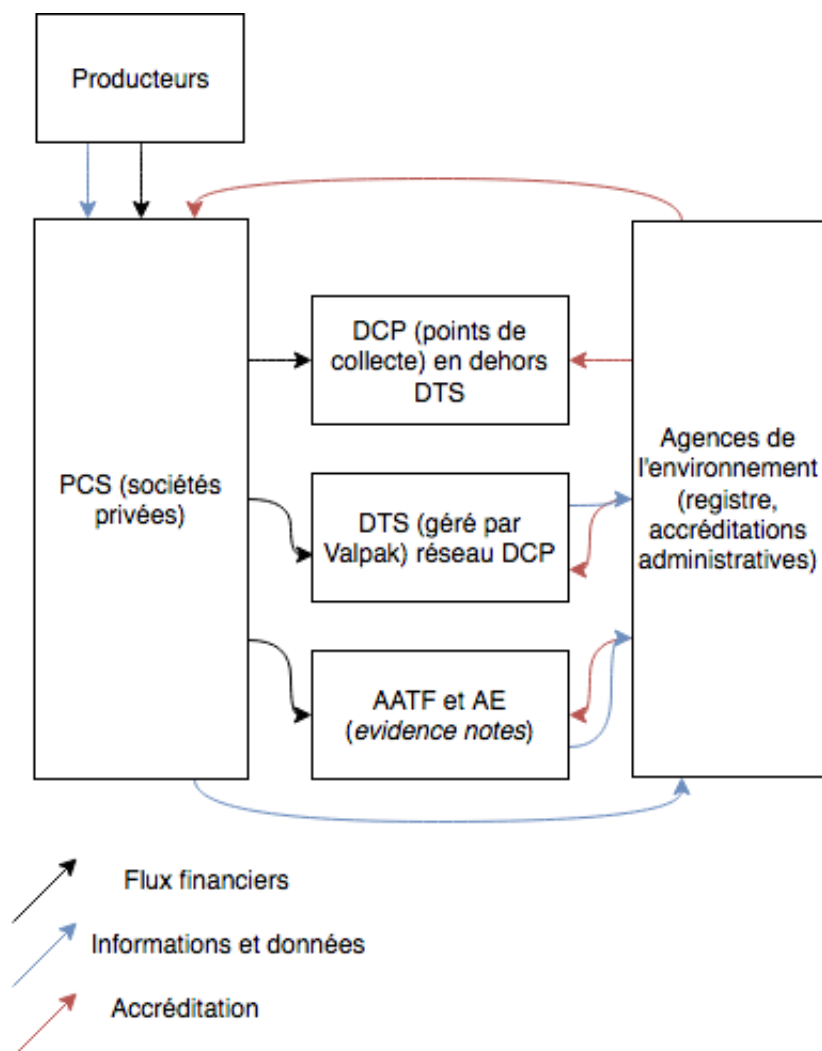 Producteurs
DCP (points de
collecte) en dehors
DTS
PCS (sociétés
privées)
DTS (géré par
Valpak) réseau DCP
Agences de
l'environnement
(registre,
accréditations
administratives)
AATF et AE
(evidence notes)
Flux financiers
Informations et données
Accréditation